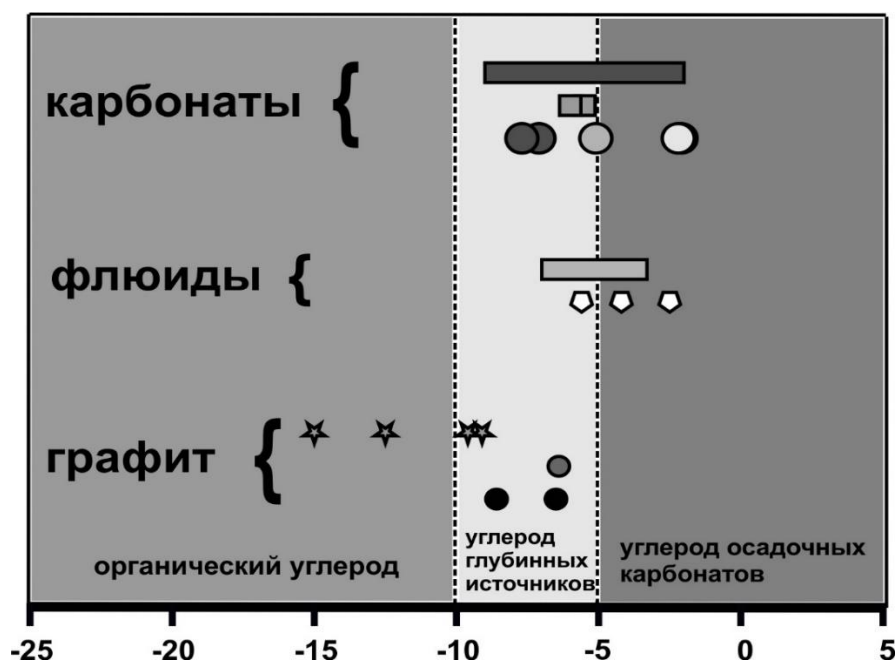 карбонаты {
флюиды {
графит {
органический углерод
углерод
глубинных
источников
углерод осадочных
карбонатов
-25 -20 -15 -10 -5 0 5